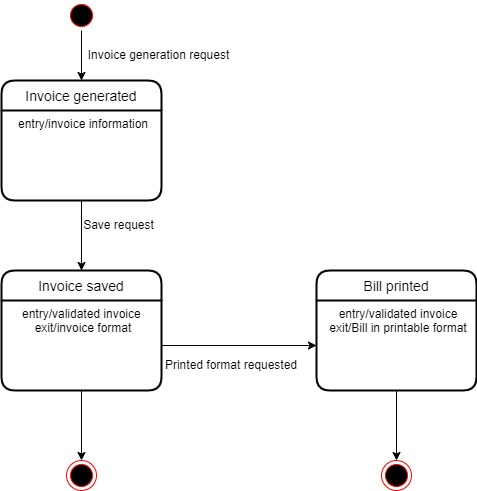 Invoice generation request
Invoice generated
entry/invoice information
Save request
Invoice saved
entry/validated invoice
exit/invoice format
Printed format requested
Bill printed
entry/validated invoice
exit/Bill in printable format